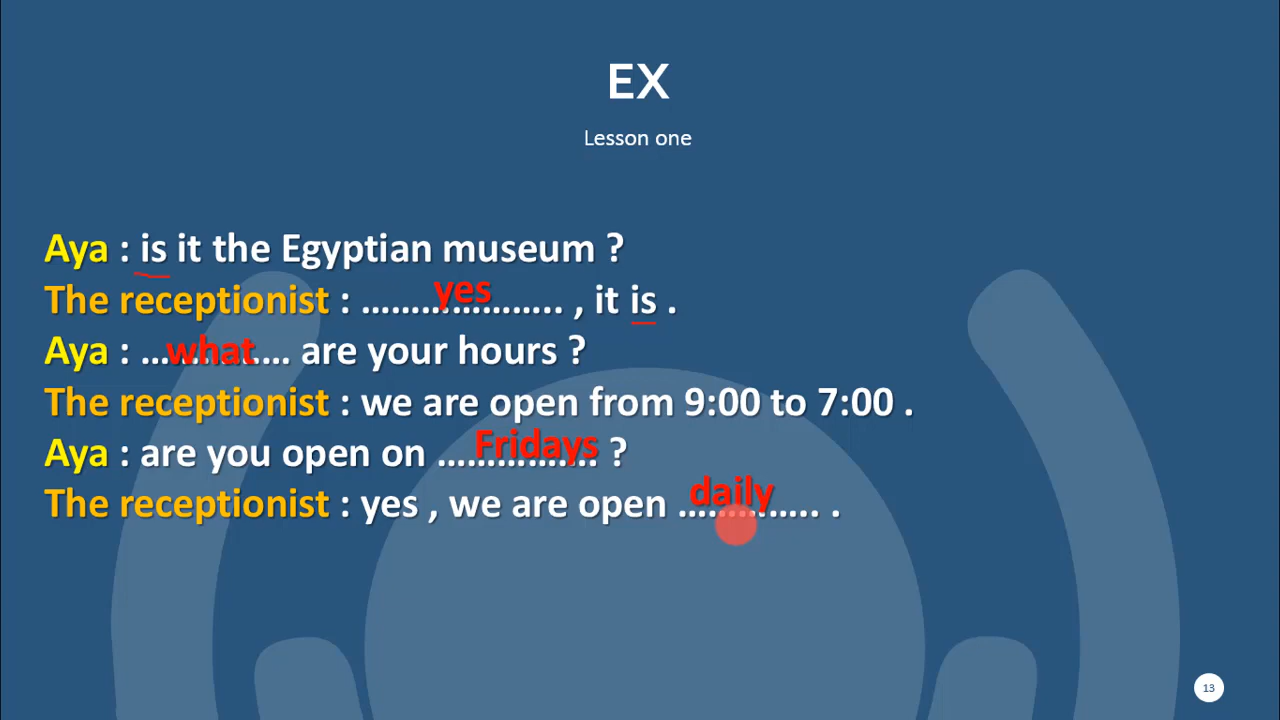 EX
Lesson one
Aya : is it the Egyptian museum ?
The receptionist : ………yes……….. , it is .
Aya : …what…… are your hours ?
The receptionist : we are open from 9:00 to 7:00 .
Aya : are you open on ……Fridays… ?
The receptionist : yes , we are open …daily….. .
13